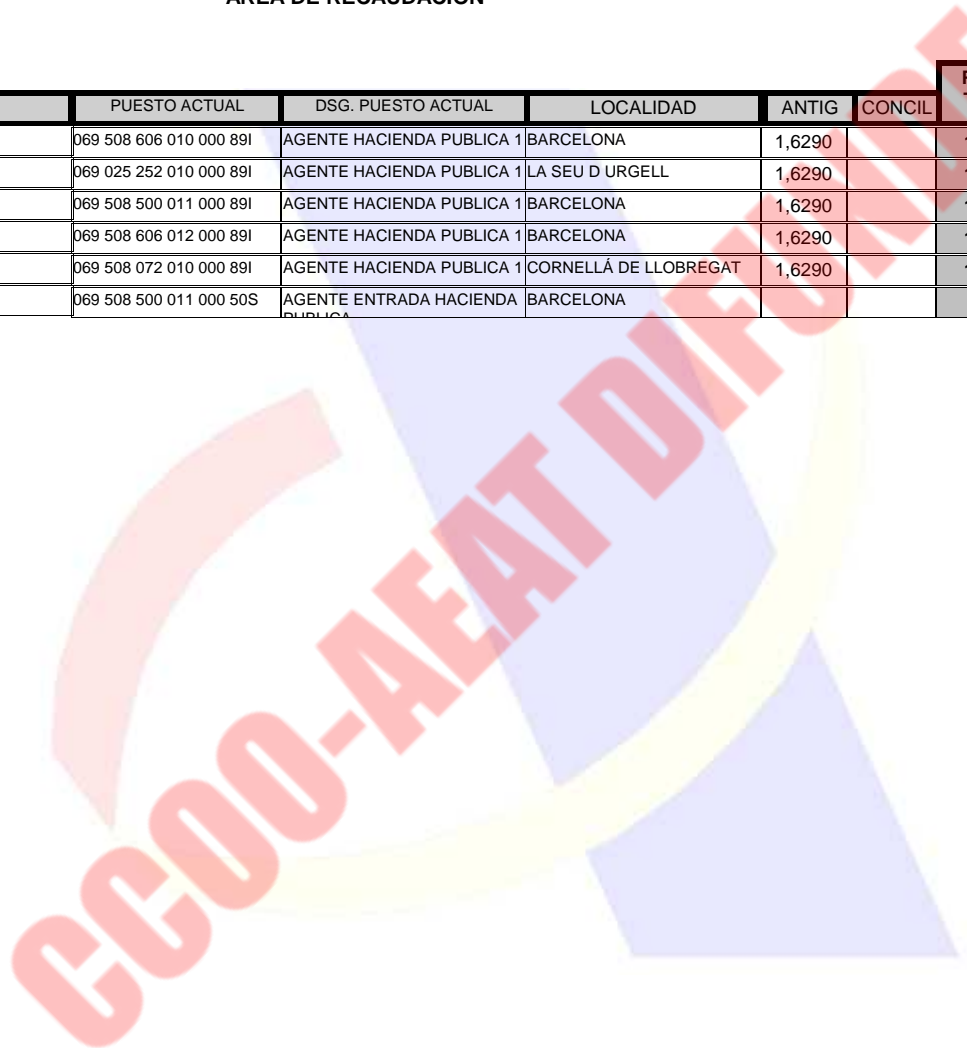 AREA DE RECAUDACION
PUESTO ACTUAL DSG. PUESTO ACTUAL LOCALIDAD ANTIG CONCIL
069 508 606 010 000 89I AGENTE HACIENDA PUBLICA 1 BARCELONA 1,6290
069 025 252 010 000 89I AGENTE HACIENDA PUBLICA 1 LA SEU D URGELL 1,6290
069 508 500 011 000 89I AGENTE HACIENDA PUBLICA 1 BARCELONA 1,6290
069 508 606 012 000 89I AGENTE HACIENDA PUBLICA 1 BARCELONA 1,6290
069 508 072 010 000 89I AGENTE HACIENDA PUBLICA 1 CORNELLÁ DE LLOBREGAT 1,6290
069 508 500 011 000 50S AGENTE ENTRADA HACIENDA BARCELONA
PUBLICA
CCOO-AEAT DIFUNDE